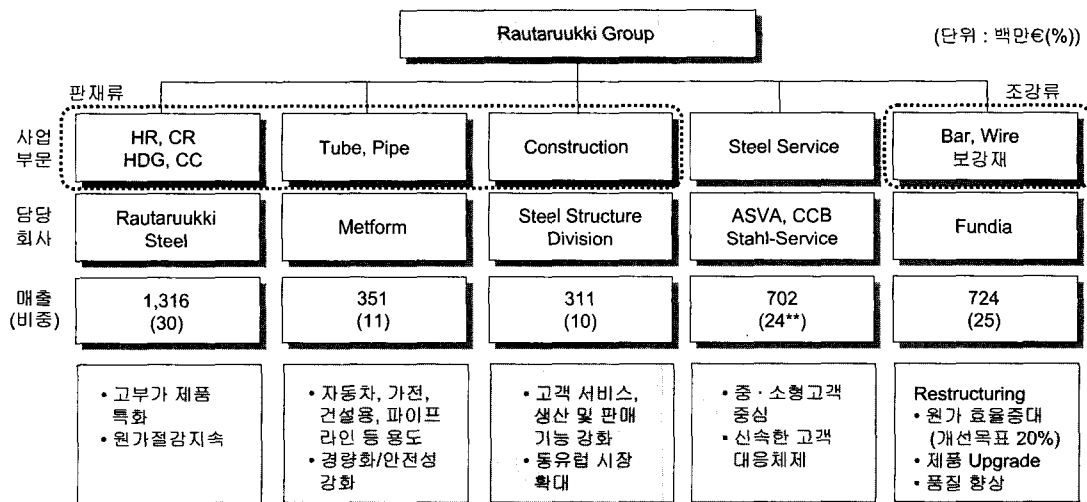 Rautaruukki Group
(단위 : 백만€(%))
판재류
조강류
사업
부문
HR, CR
HDG, CC
Tube, Pipe
Construction
Steel Service
Bar, Wire
보강재
담당
회사
Rautaruukki
Steel
Metform
Steel Structure
Division
ASVA, CCB
Stahl-Service
Fundia
매출
(비중)
1,316
(30)
351
(11)
311
(10)
702
(24**)
724
(25)
• 고부가 제품
특화
• 원가절감지속
• 자동차, 가전,
건설용, 파이프
라인 등 용도
• 경량화/안전성
강화
• 고객 서비스,
생산 및 판매
기능 강화
• 동유럽 시장
확대
• 중 · 소형고객
중심
• 신속한 고객
대응체제
Restructuring
• 원가 효율증대
(개선목표 20%)
• 제품 Upgrade
• 품질 향상